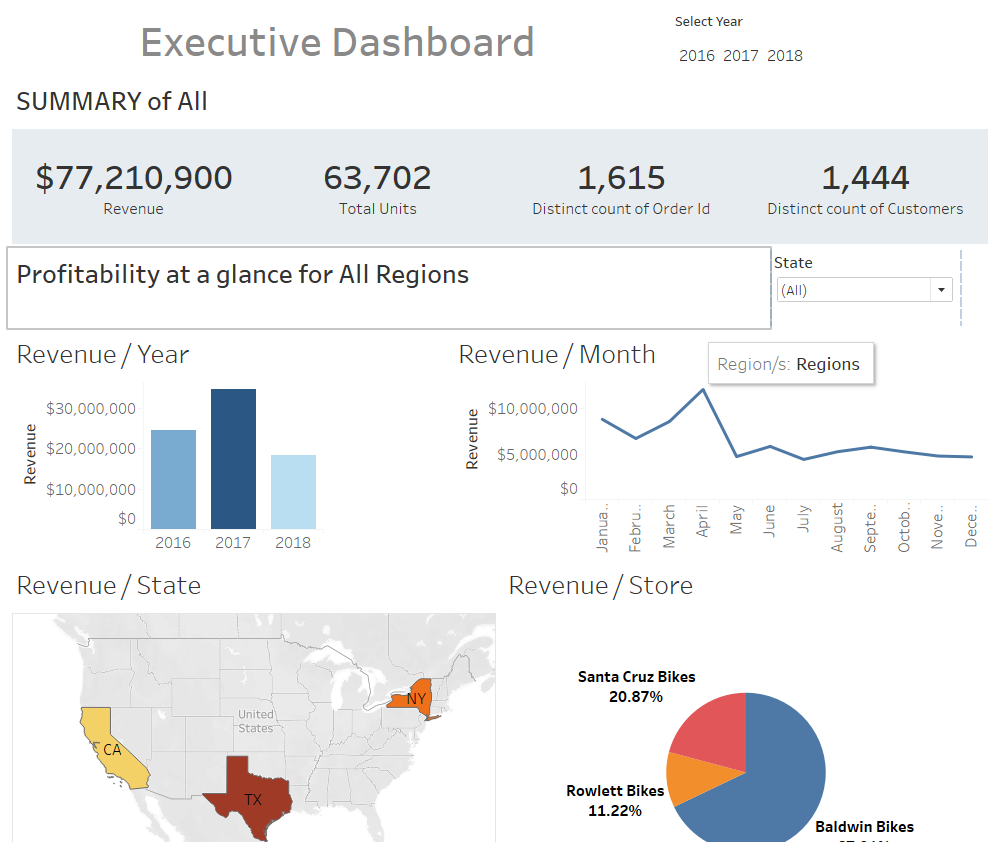 Executive Dashboard
Select Year
2016 2017 2018
SUMMARY of All
$77,210,900
Revenue
63,702
Total Units
1,615
Distinct count of Order Id
1,444
Distinct count of Customers
Profitability at a glance for All Regions
State
(All)
Revenue / Year
Revenue
$30,000,000
$20,000,000
$10,000,000
$0
2016 2017 2018
Revenue / Month
Region/s: Regions
Revenue
$10,000,000
$5,000,000
$0
Janua..
Febru..
March
April
May
June
July
August
Septe..
Octob..
Nove..
Dece..
Revenue / State
United
States
CA
TX
NY
Revenue / Store
Santa Cruz Bikes
20.87%
Rowlett Bikes
11.22%
Baldwin Bikes